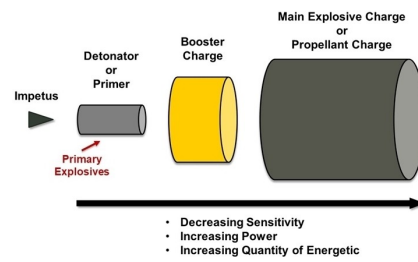 Main Explosive Charge
or
Propellant Charge
Booster
Charge
Detonator
or
Primer
Impetus
Primary
Explosives
• Decreasing Sensitivity
• Increasing Power
• Increasing Quantity of Energetic